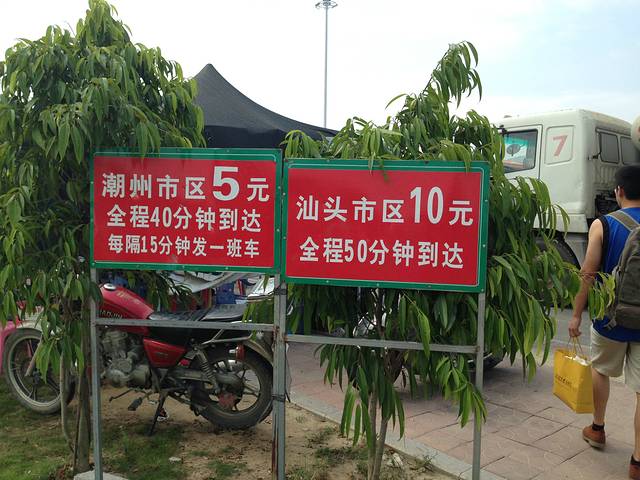 潮州市区5元
全程40分钟到达
每隔15分钟发一班车
汕头市区10元
全程50分钟到达
7